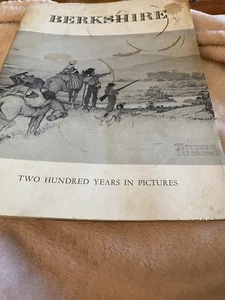 BERKSHIRE
TWO HUNDRED YEARS IN PICTURES